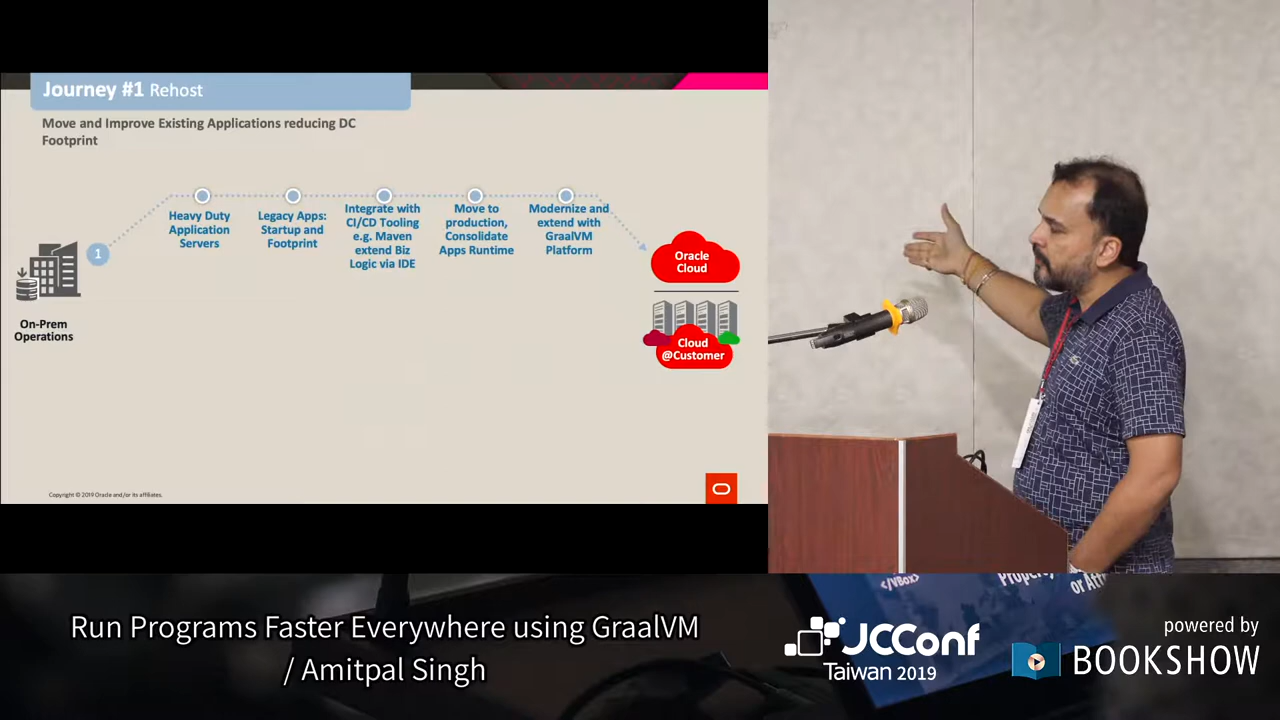 Journey #1 Rehost
Move and Improve Existing Applications reducing DC
Footprint
Heavy Duty
Application
Servers
Legacy Apps:
Startup and
Footprint
Integrate with
CI/CD Tooling
e.g. Maven
extend Biz
Logic via IDE
Move to
production,
Consolidate
Apps Runtime
Modernize and
extend with
GraalVM
Platform
1
On-Prem
Operations
Oracle
Cloud
Cloud
@Customer
Copyright © 2019 Oracle and/or its affiliates.
</VBox>
or
Run Programs Faster Everywhere using GraalVM
/ Amitpal Singh
JCConf
Taiwan 2019
powered by
BOOKSHOW